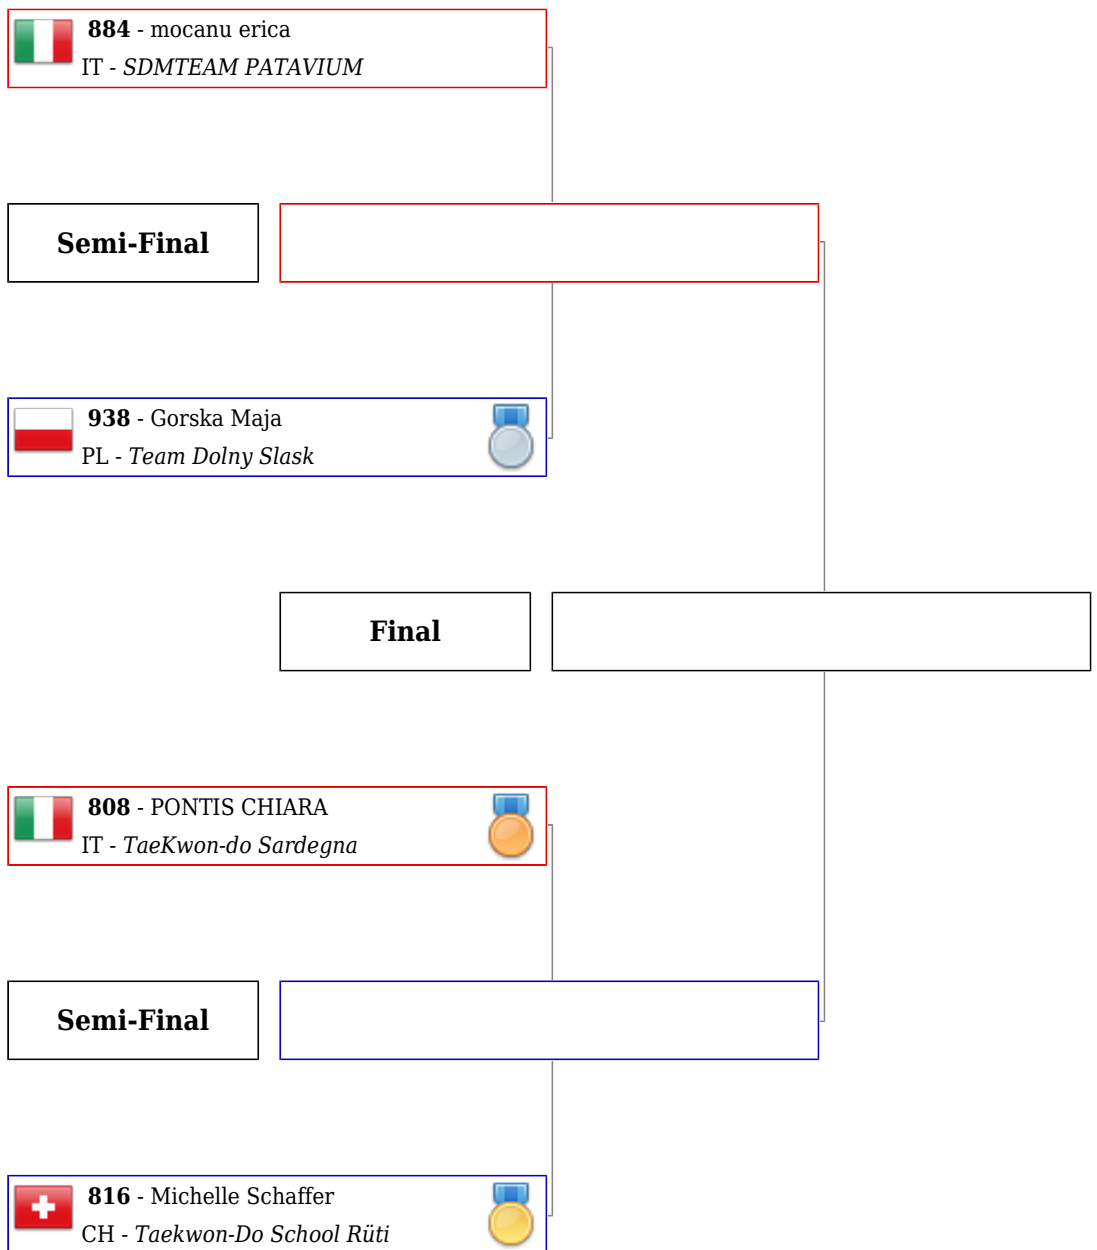 884 - mocanu erica
IT - SDMTEAM PATAVIUM
Semi-Final
938 - Gorska Maja
PL - Team Dolny Slask
Final
808 - PONTIS CHIARA
IT - TaeKwon-do Sardegna
Semi-Final
816 - Michelle Schaffer
CH - Taekwon-Do School Rüti